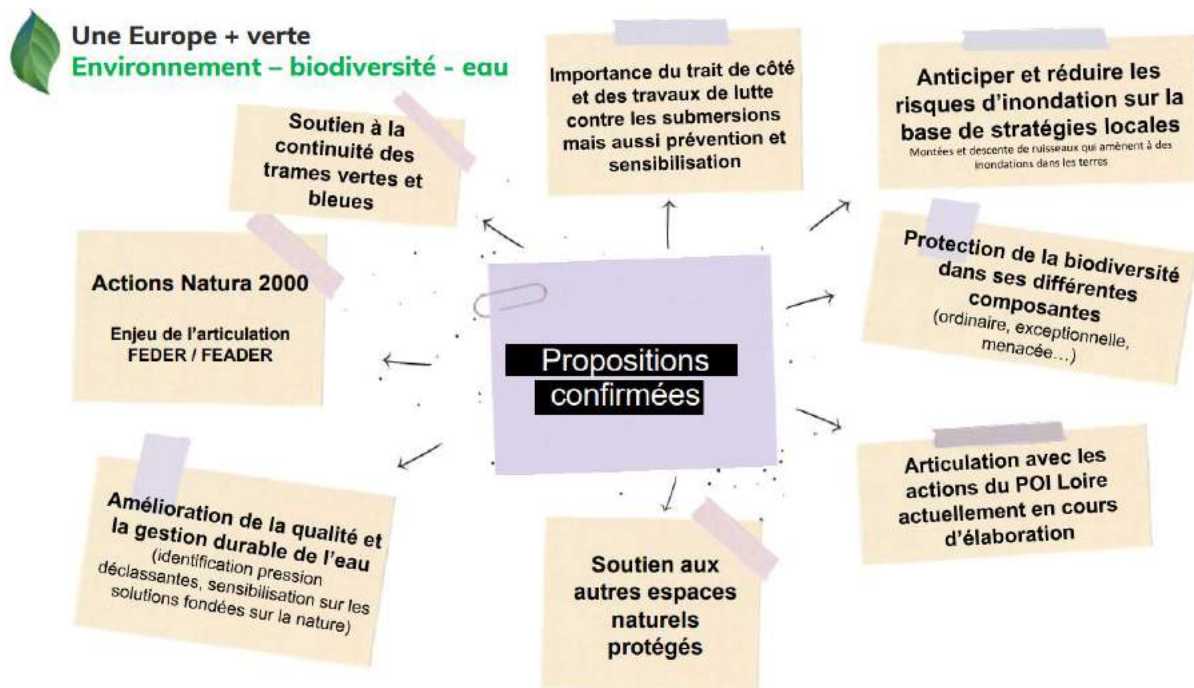 Une Europe + verte
Environnement – biodiversité - eau
Soutien à la
continuité des
trames vertes et
bleues
Importance du trait de côté
et des travaux de lutte
contre les submersions
mais aussi prévention et
sensibilisation
Anticiper et réduire les
risques d’inondation sur la
base de stratégies locales
Montées et descente de ruisseaux qui amènent à des
inondations dans les terres
Actions Natura 2000
Enjeu de l’articulation
FEDER / FEADER
Propositions
confirmées
Protection de la biodiversité
dans ses différentes
composantes
(ordinaire, exceptionnelle,
menacée…)
Amélioration de la qualité et
la gestion durable de l’eau
(identification pression
déclassantes, sensibilisation sur les
solutions fondées sur la nature)
Soutien aux
autres espaces
naturels
protégés
Articulation avec les
actions du POI Loire
actuellement en cours
d’élaboration